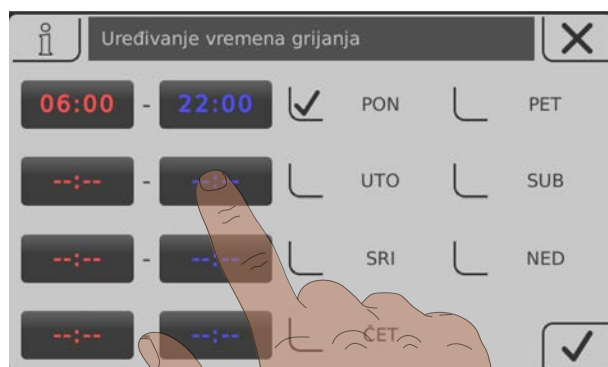 Uređivanje vremena grijanja
06:00 - 22:00 PON PET
--:-- - --:-- UTO SUB
--:-- - --:-- SRI NED
--:-- - --:-- ČET